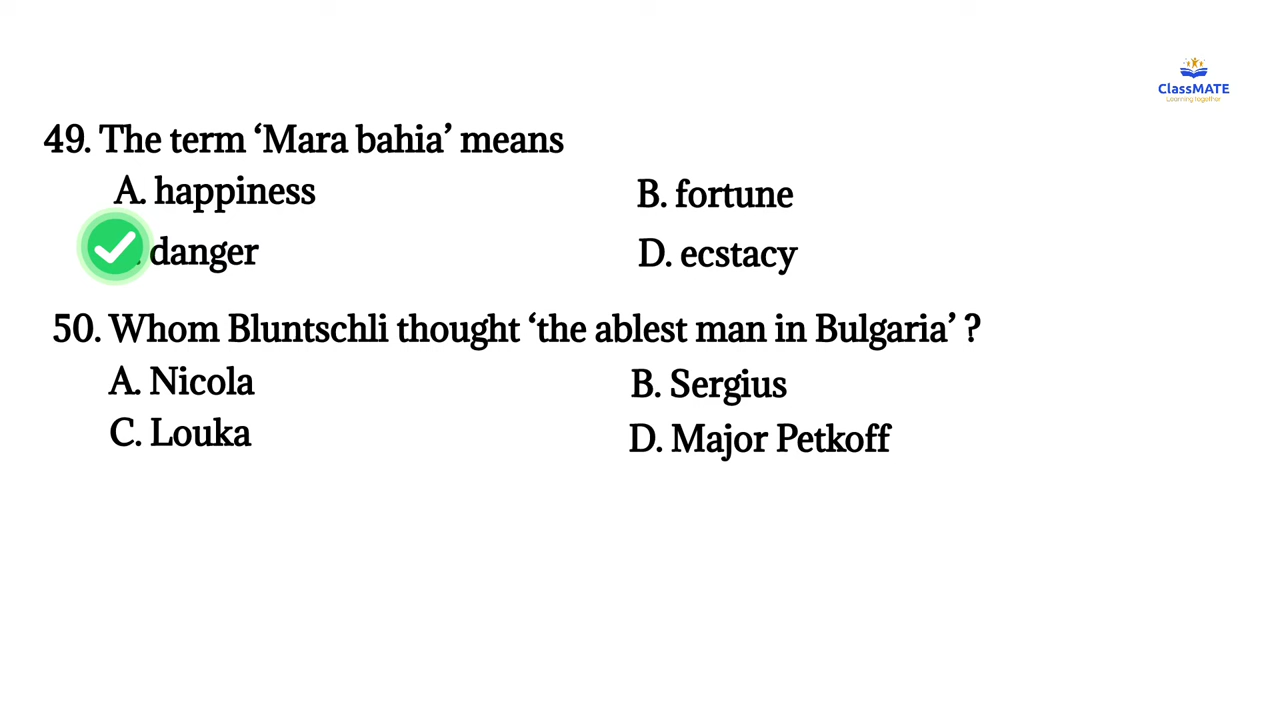 ClassMATE
Learning together
49. The term ‘Mara bahia’ means
A. happiness
B. fortune
danger
D. ecstacy
50. Whom Bluntschli thought ‘the ablest man in Bulgaria’ ?
A. Nicola
B. Sergius
C. Louka
D. Major Petkoff